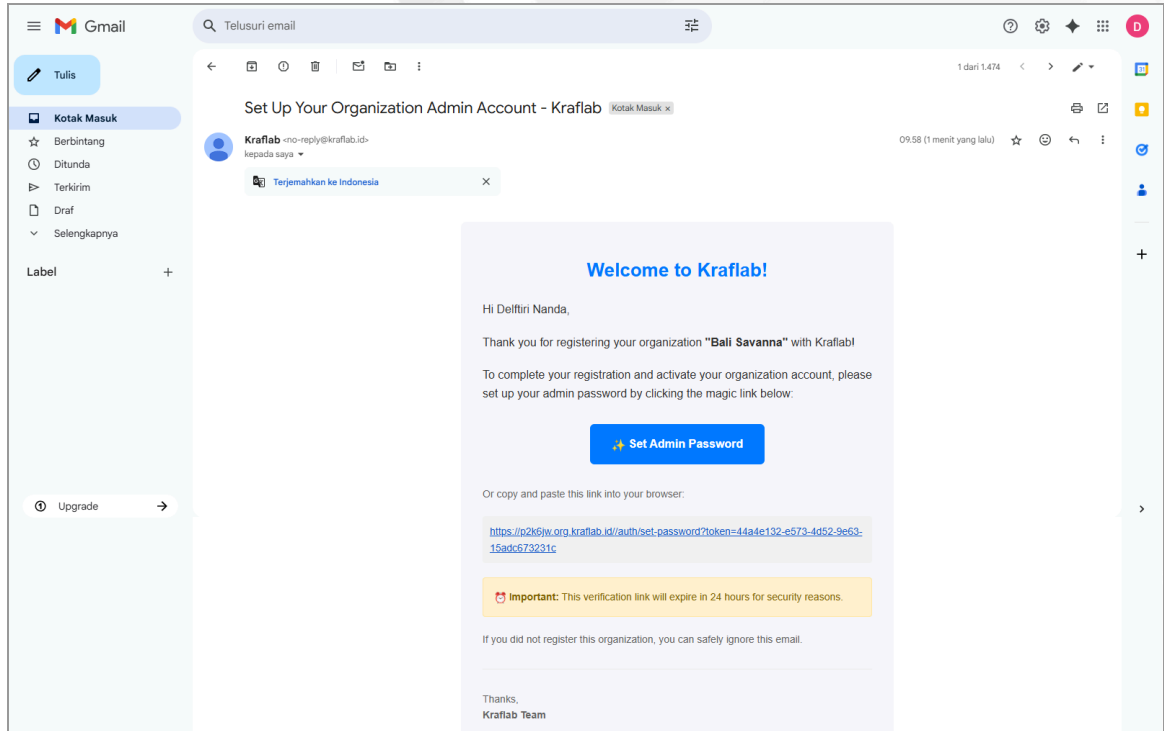 Gmail
Telusuri email
D
Tulis
1 dari 1.474
31
Set Up Your Organization Admin Account - Kraflab Kotak Masuk x
Kotak Masuk
Berbintang
Ditunda
Terkirim
Draf
Selengkapnya
Label
Kraflab <no-reply@kraflab.id>
09.58 (1 menit yang lalu)
kepada saya
Terjemahkan ke Indonesia
Welcome to Kraflab!
Hi Delftiri Nanda,
Thank you for registering your organization "Bali Savanna" with Kraflab!
To complete your registration and activate your organization account, please
set up your admin password by clicking the magic link below:
✨ Set Admin Password
Or copy and paste this link into your browser:
https://p2k6jw.org.kraflab.id//auth/set-password?token=44a4e132-e573-4d52-9e63-
15adc673231c
⏰ Important: This verification link will expire in 24 hours for security reasons.
If you did not register this organization, you can safely ignore this email.
Thanks,
Kraflab Team
Upgrade